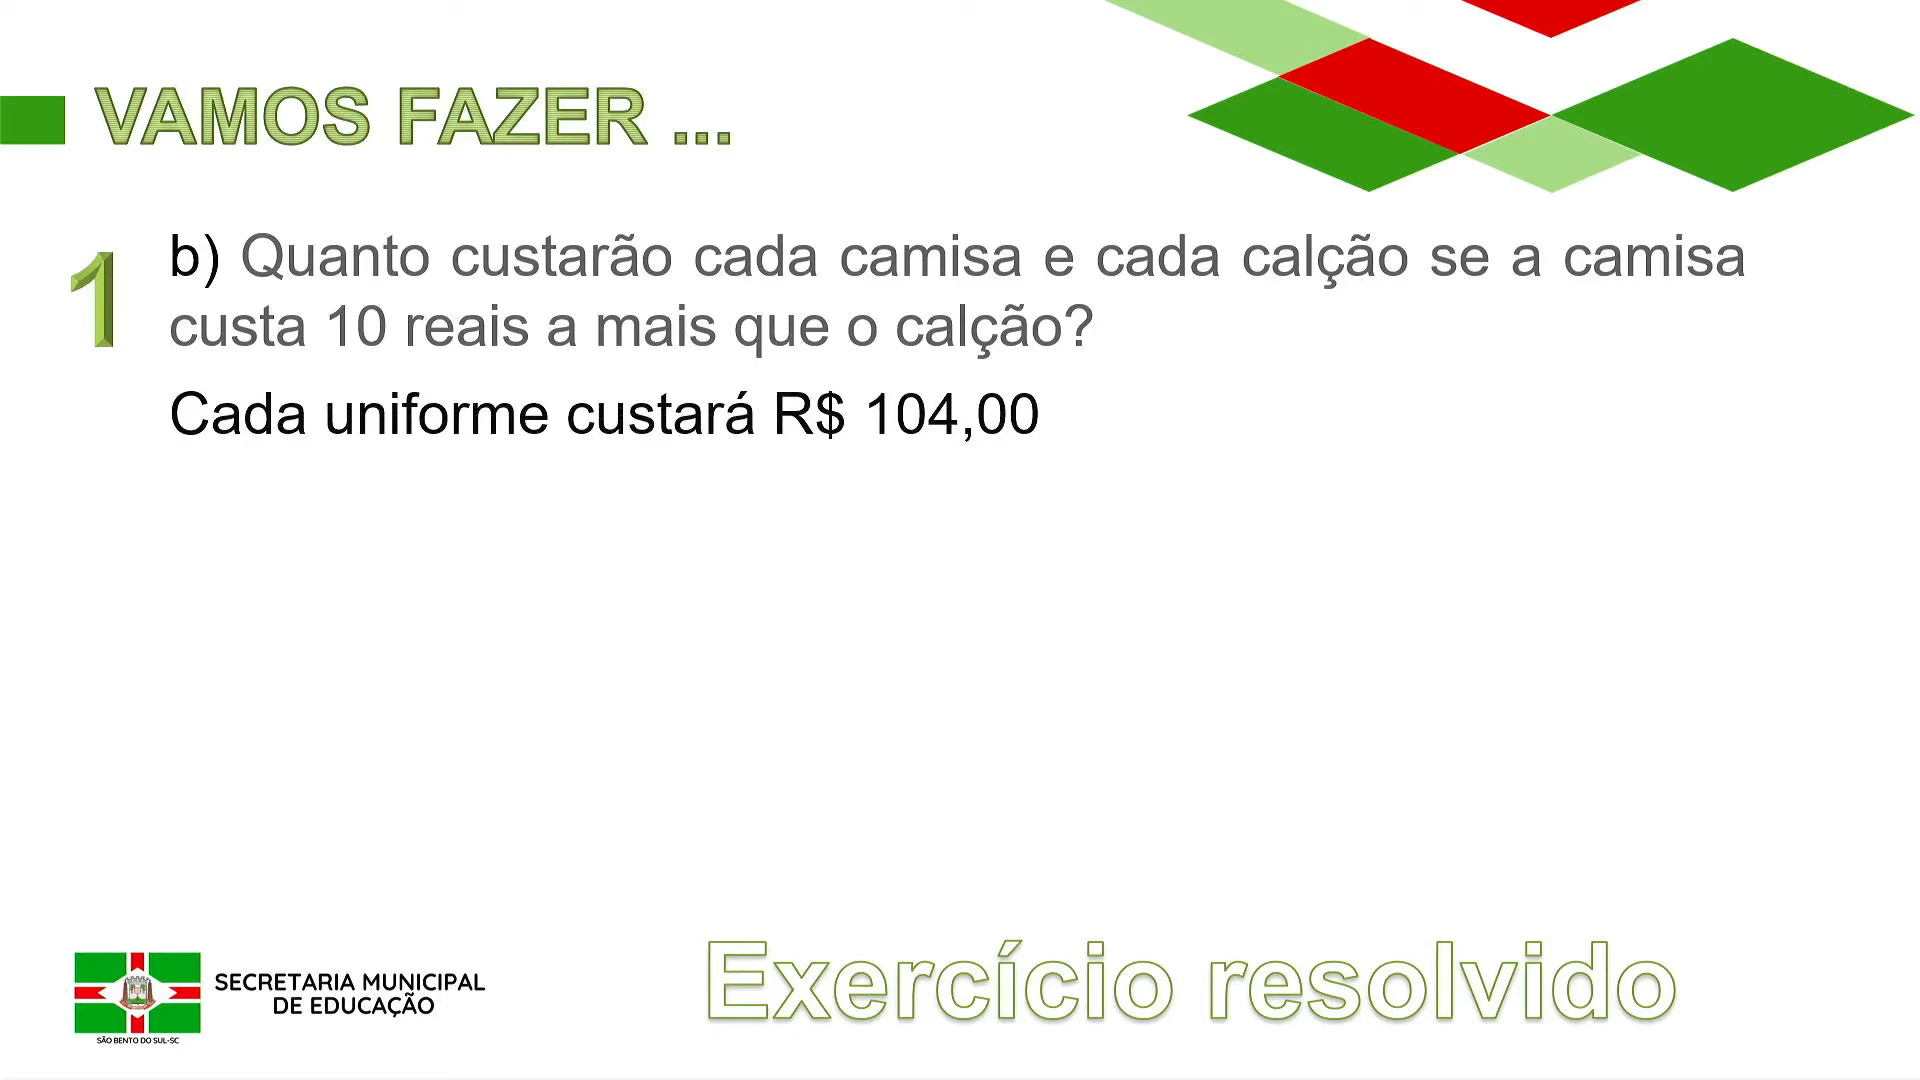 VAMOS FAZER ...
1
b) Quanto custarão cada camisa e cada calção se a camisa
custa 10 reais a mais que o calção?
Cada uniforme custará R$ 104,00
SECRETARIA MUNICIPAL
DE EDUCAÇÃO
SÃO BENTO DO SUL-SC
Exercício resolvido